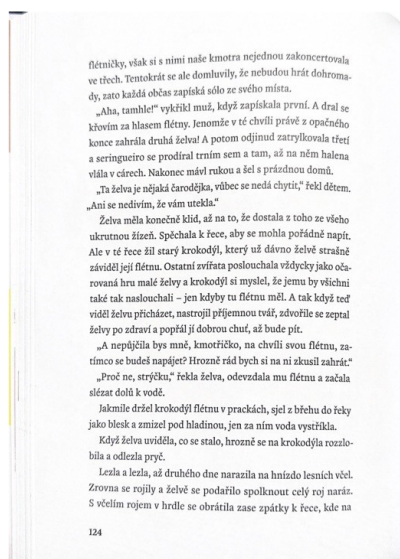 flétničky, však si s nimi naše kmotra nejednou zakoncertovala
ve třech. Tentokrát se ale domluvily, že nebudou hrát dohroma-
dy, zato každá občas zapíská sólo ze svého místa.
„Aha, tamhle!“ vykřikl muž, když zapískala první. A dral se
křovím za hlasem flétny. Jenomže v té chvíli právě z opačného
konce zahrála druhá želva! A potom odjinud zatrylkovala třetí
a seringueiro se prodíral trním sem a tam, až na něm halena
vlála v cárech. Nakonec mávl rukou a šel s prázdnou domů.
„Ta želva je nějaká čarodějka, vůbec se nedá chytit,“ řekl dětem.
„Ani se nedivím, že vám utekla.“
Želva měla konečně klid, až na to, že dostala z toho ze všeho
ukrutnou žízeň. Spěchala k řece, aby se mohla pořádně napít.
Ale v té řece žil starý krokodýl, který už dávno želvě strašně
záviděl její flétnu. Ostatní zvířata poslouchala vždycky jako oča-
rovaná hru malé želvy a krokodýl si myslel, že jemu by všichni
také tak naslouchali – jen kdyby tu flétnu měl. A tak když teď
viděl želvu přicházet, nastrojil příjemnou tvář, zdvořile se zeptal
želvy po zdraví a popřál jí dobrou chuť, až bude pít.
„A nepůjčila bys mně, kmotřičko, na chvíli svou flétnu, za-
tímco se budeš napájet? Hrozně rád bych si na ni zkusil zahrát.“
„Proč ne, strýčku,“ řekla želva, odevzdala mu flétnu a začala
slézat dolů k vodě.
Jakmile držel krokodýl flétnu v prackách, sjel z břehu do řeky
jako blesk a zmizel pod hladinou, jen za ním voda vystříkla.
Když želva uviděla, co se stalo, hrozně se na krokodýla rozzlo-
bila a odlezla pryč.
Lezla a lezla, až druhého dne narazila na hnízdo lesních včel.
Zrovna se rojily a želvě se podařilo spolknout celý roj naráz.
S včelím rojem v hrdle se obrátila zase zpátky k řece, kde na
124